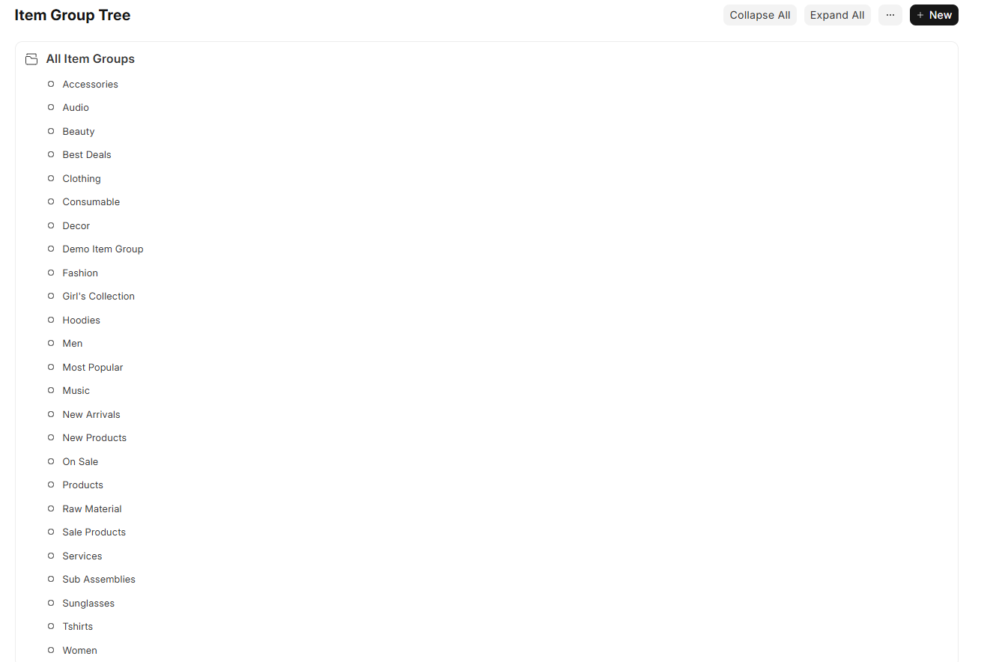 Item Group Tree
Collapse All
Expand All
···
+ New
All Item Groups
Accessories
Audio
Beauty
Best Deals
Clothing
Consumable
Decor
Demo Item Group
Fashion
Girl's Collection
Hoodies
Men
Most Popular
Music
New Arrivals
New Products
On Sale
Products
Raw Material
Sale Products
Services
Sub Assemblies
Sunglasses
Tshirts
Women